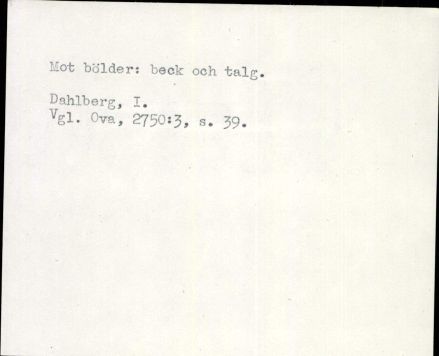 Mot bölder: beck och talg.
Dahlberg, I.
Vgl. Ova, 2750:3, s. 39.